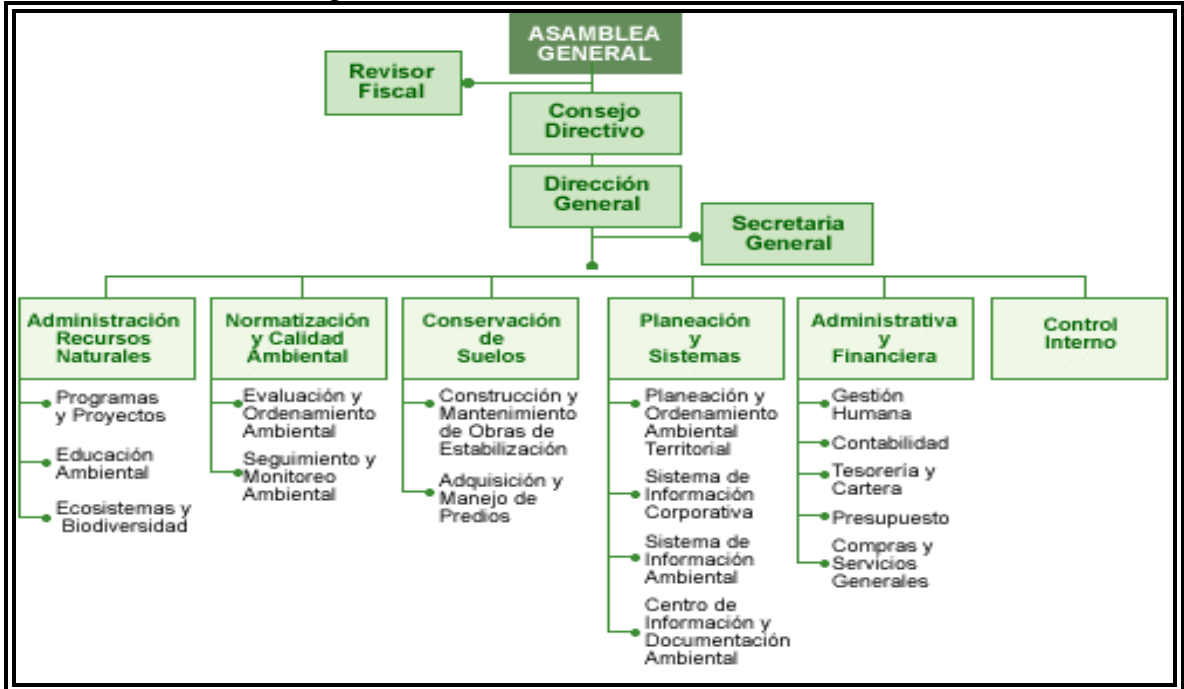 ASAMBLEA
GENERAL
Revisor
Fiscal
Consejo
Directivo
Dirección
General
Secretaria
General
Administración
Recursos
Naturales
Programas
y Proyectos
Educación
Ambiental
Ecosistemas y
Biodiversidad
Normatización
y Calidad
Ambiental
Evaluación y
Ordenamiento
Ambiental
Seguimiento y
Monitoreo
Ambiental
Conservación
de
Suelos
Construcción y
Mantenimiento
de Obras de
Estabilización
Adquisición y
Manejo de
Predios
Planeación
y
Sistemas
Planeación y
Ordenamiento
Ambiental
Territorial
Sistema de
Información
Corporativa
Sistema de
Información
Ambiental
Centro de
Información y
Documentación
Ambiental
Administrativa
y
Financiera
Gestión
Humana
Contabilidad
Tesorería y
Cartera
Presupuesto
Compras y
Servicios
Generales
Control
Interno